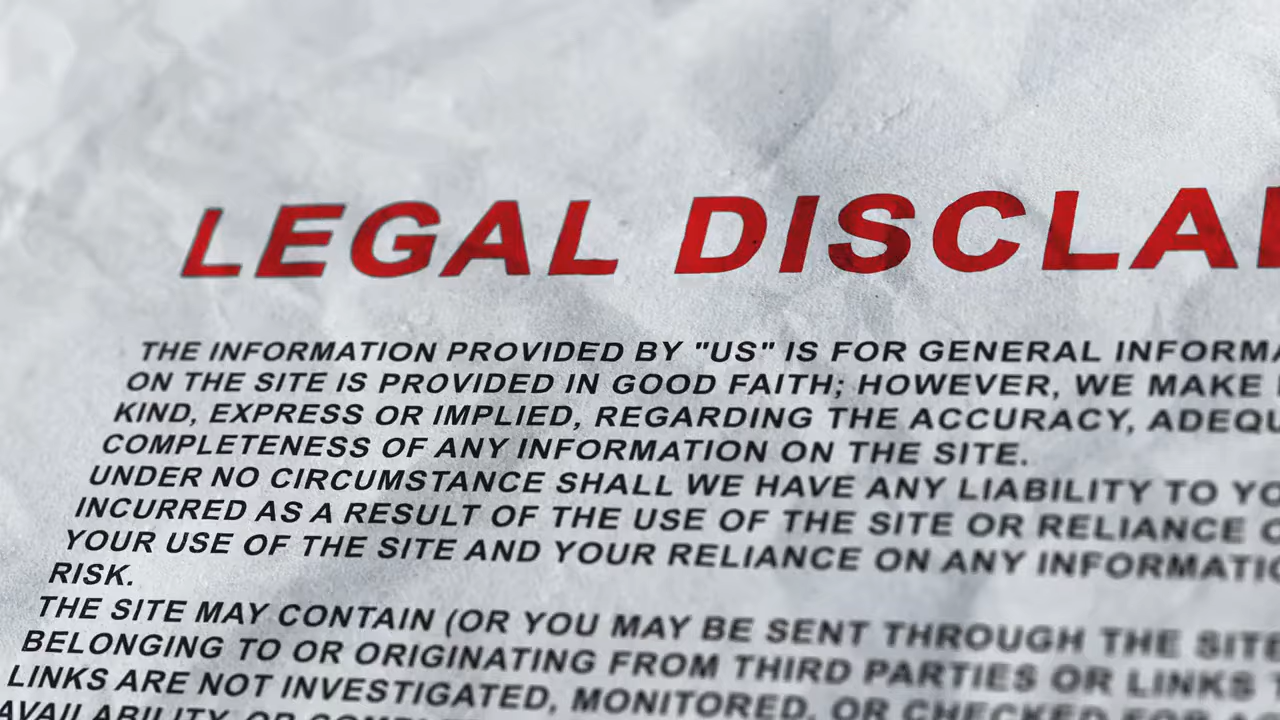 LEGAL DISCLAI
THE INFORMATION PROVIDED BY "US" IS FOR GENERAL INFORMA
ON THE SITE IS PROVIDED IN GOOD FAITH; HOWEVER, WE MAKE
KIND, EXPRESS OR IMPLIED, REGARDING THE ACCURACY, ADEQU
COMPLETENESS OF ANY INFORMATION ON THE SITE.
UNDER NO CIRCUMSTANCE SHALL WE HAVE ANY LIABILITY TO YO
INCURRED AS A RESULT OF THE USE OF THE SITE OR RELIANCE O
YOUR USE OF THE SITE AND YOUR RELIANCE ON ANY INFORMATIO
RISK.
THE SITE MAY CONTAIN (OR YOU MAY BE SENT THROUGH THE SITE
BELONGING TO OR ORIGINATING FROM THIRD PARTIES OR LINKS
LINKS ARE NOT INVESTIGATED, MONITORED, OR CHECKED FOR
AVAILABILITY, OR